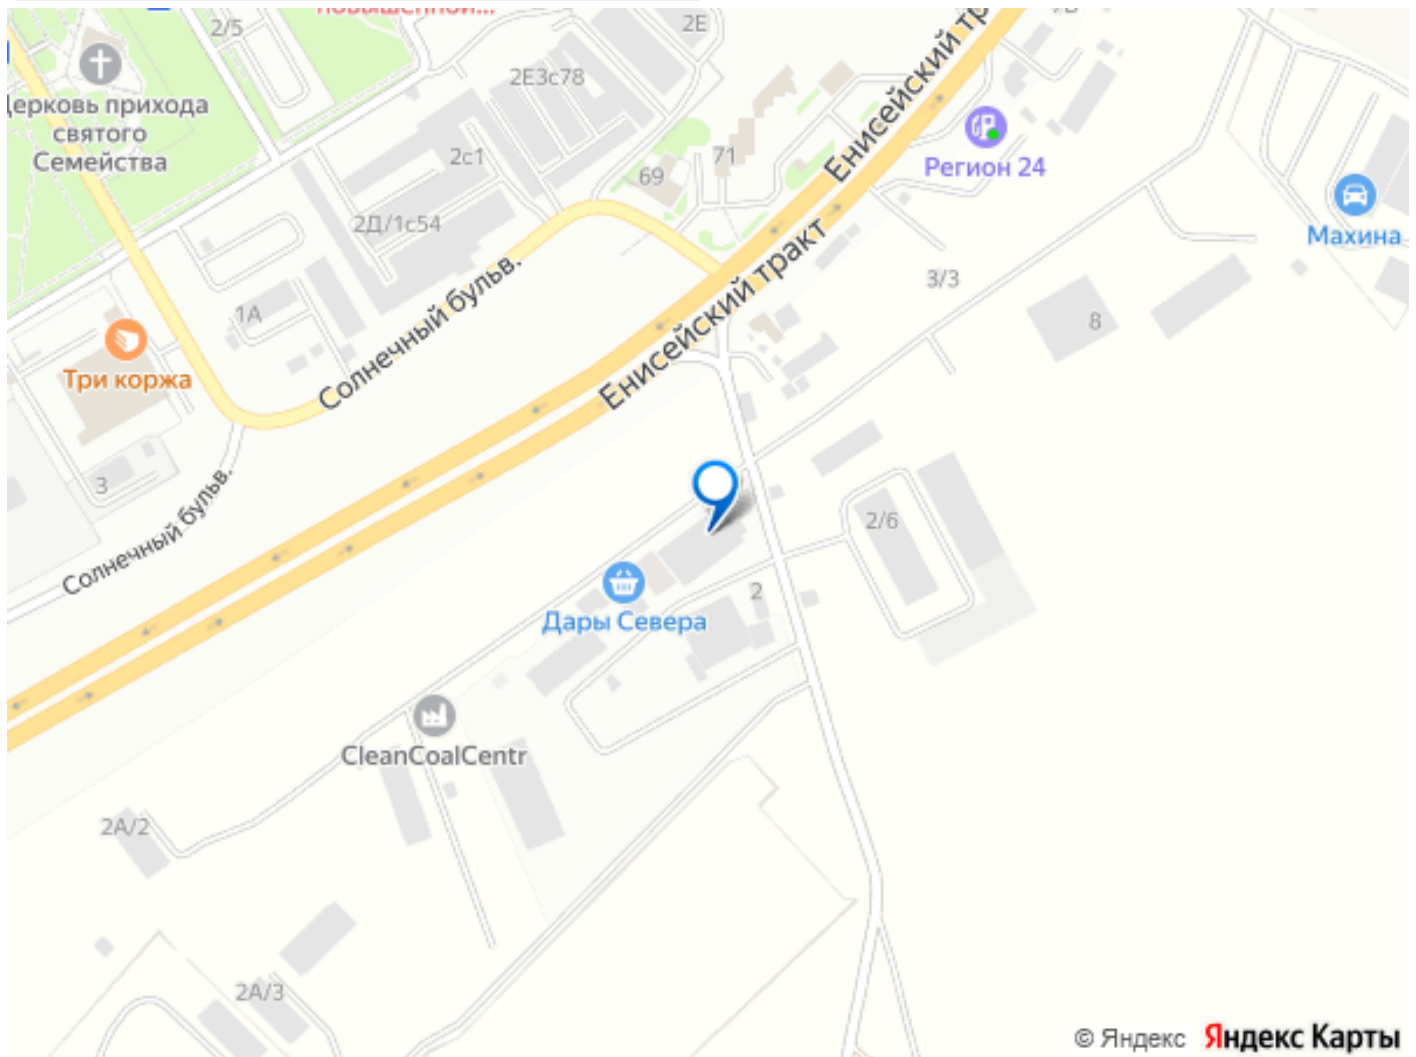 повышенной...
2/5
2Е
2Е3с78
Церковь прихода
святого
Семейства
Енисейский тр
Регион 24
2с1
71
69
2Д/1с54
Махина
3/3
1А
8
Солнечный бульв.
Енисейский тракт
Три коржа
3
Солнечный бульв.
2/6
2
Дары Севера
CleanCoalCentr
2А/2
2А/3
© Яндекс Яндекс Карты